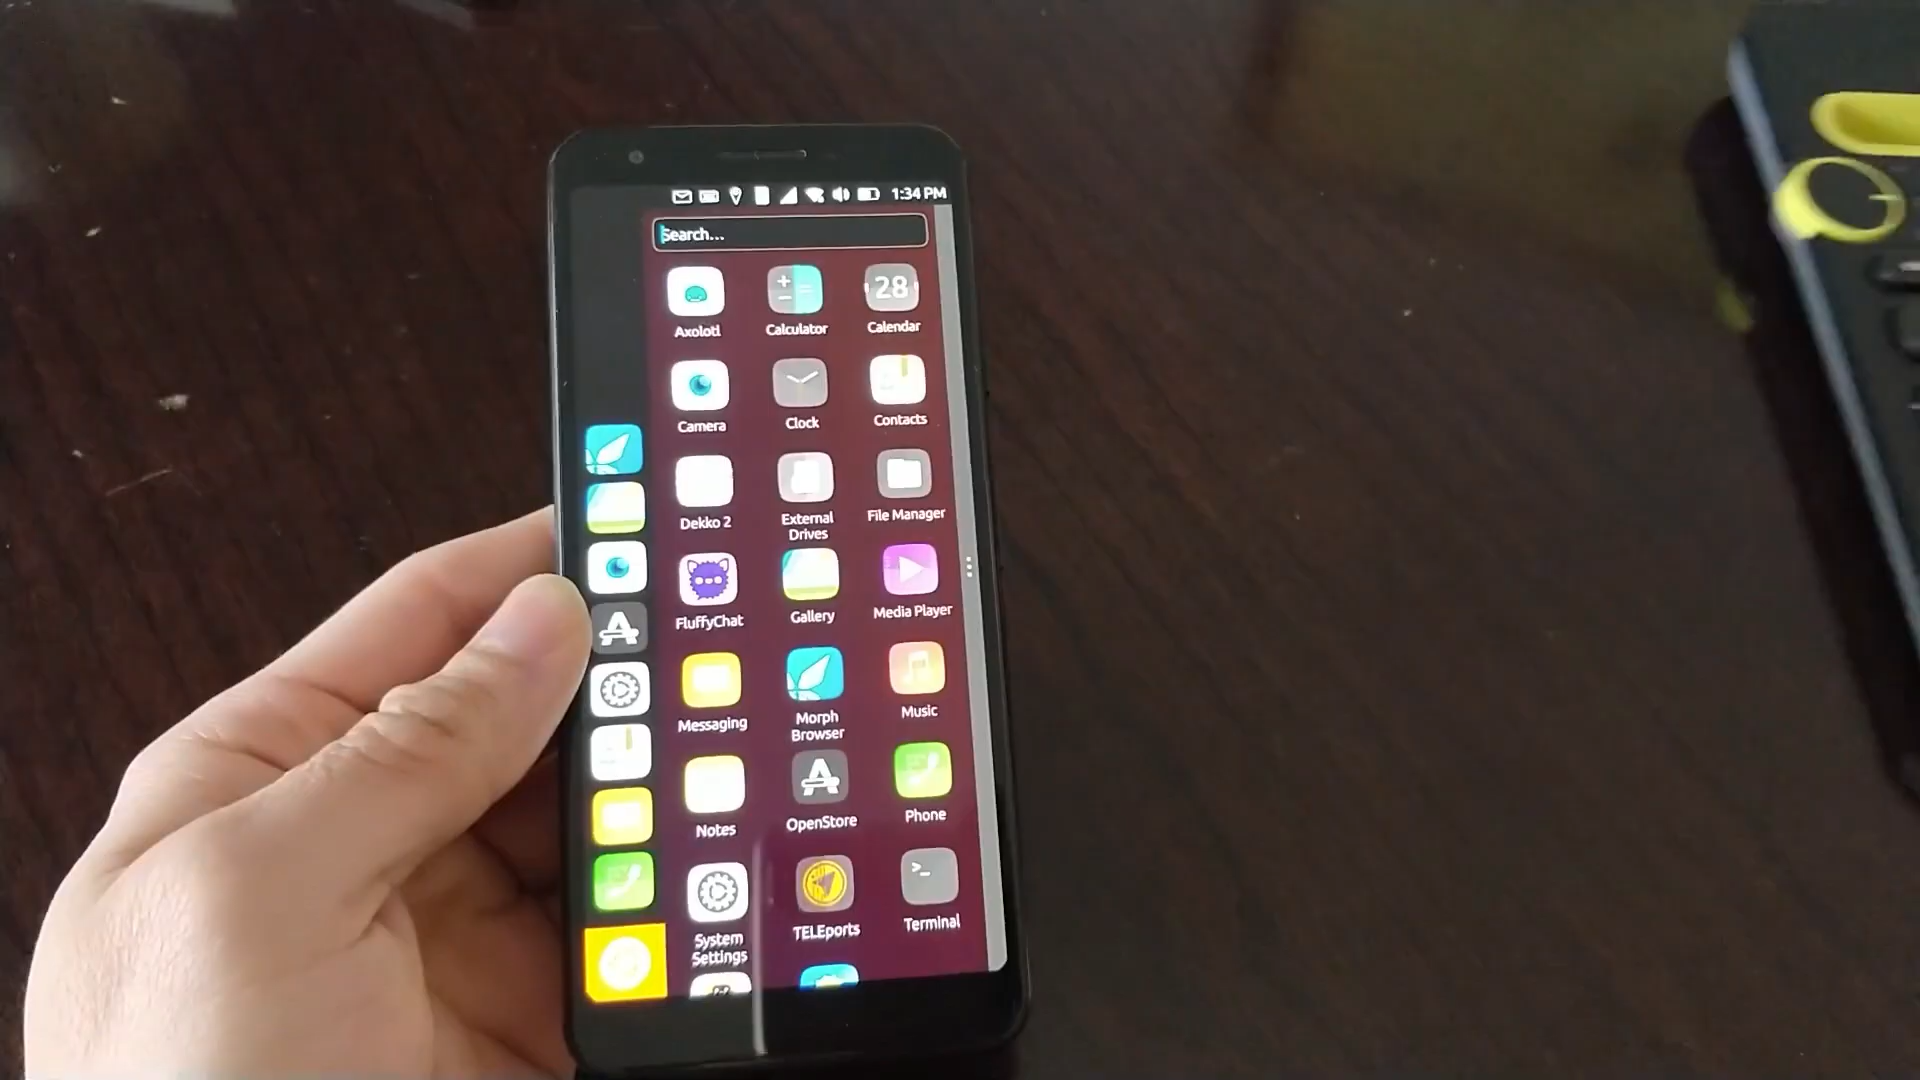 1:34 PM
Search...
28
Axolotl
Calculator
Calendar
Camera
Clock
Contacts
Dekko 2
External
Drives
File Manager
FluffyChat
Gallery
Media Player
Messaging
Morph
Browser
Music
Notes
OpenStore
Phone
>_
System
Settings
TELEports
Terminal